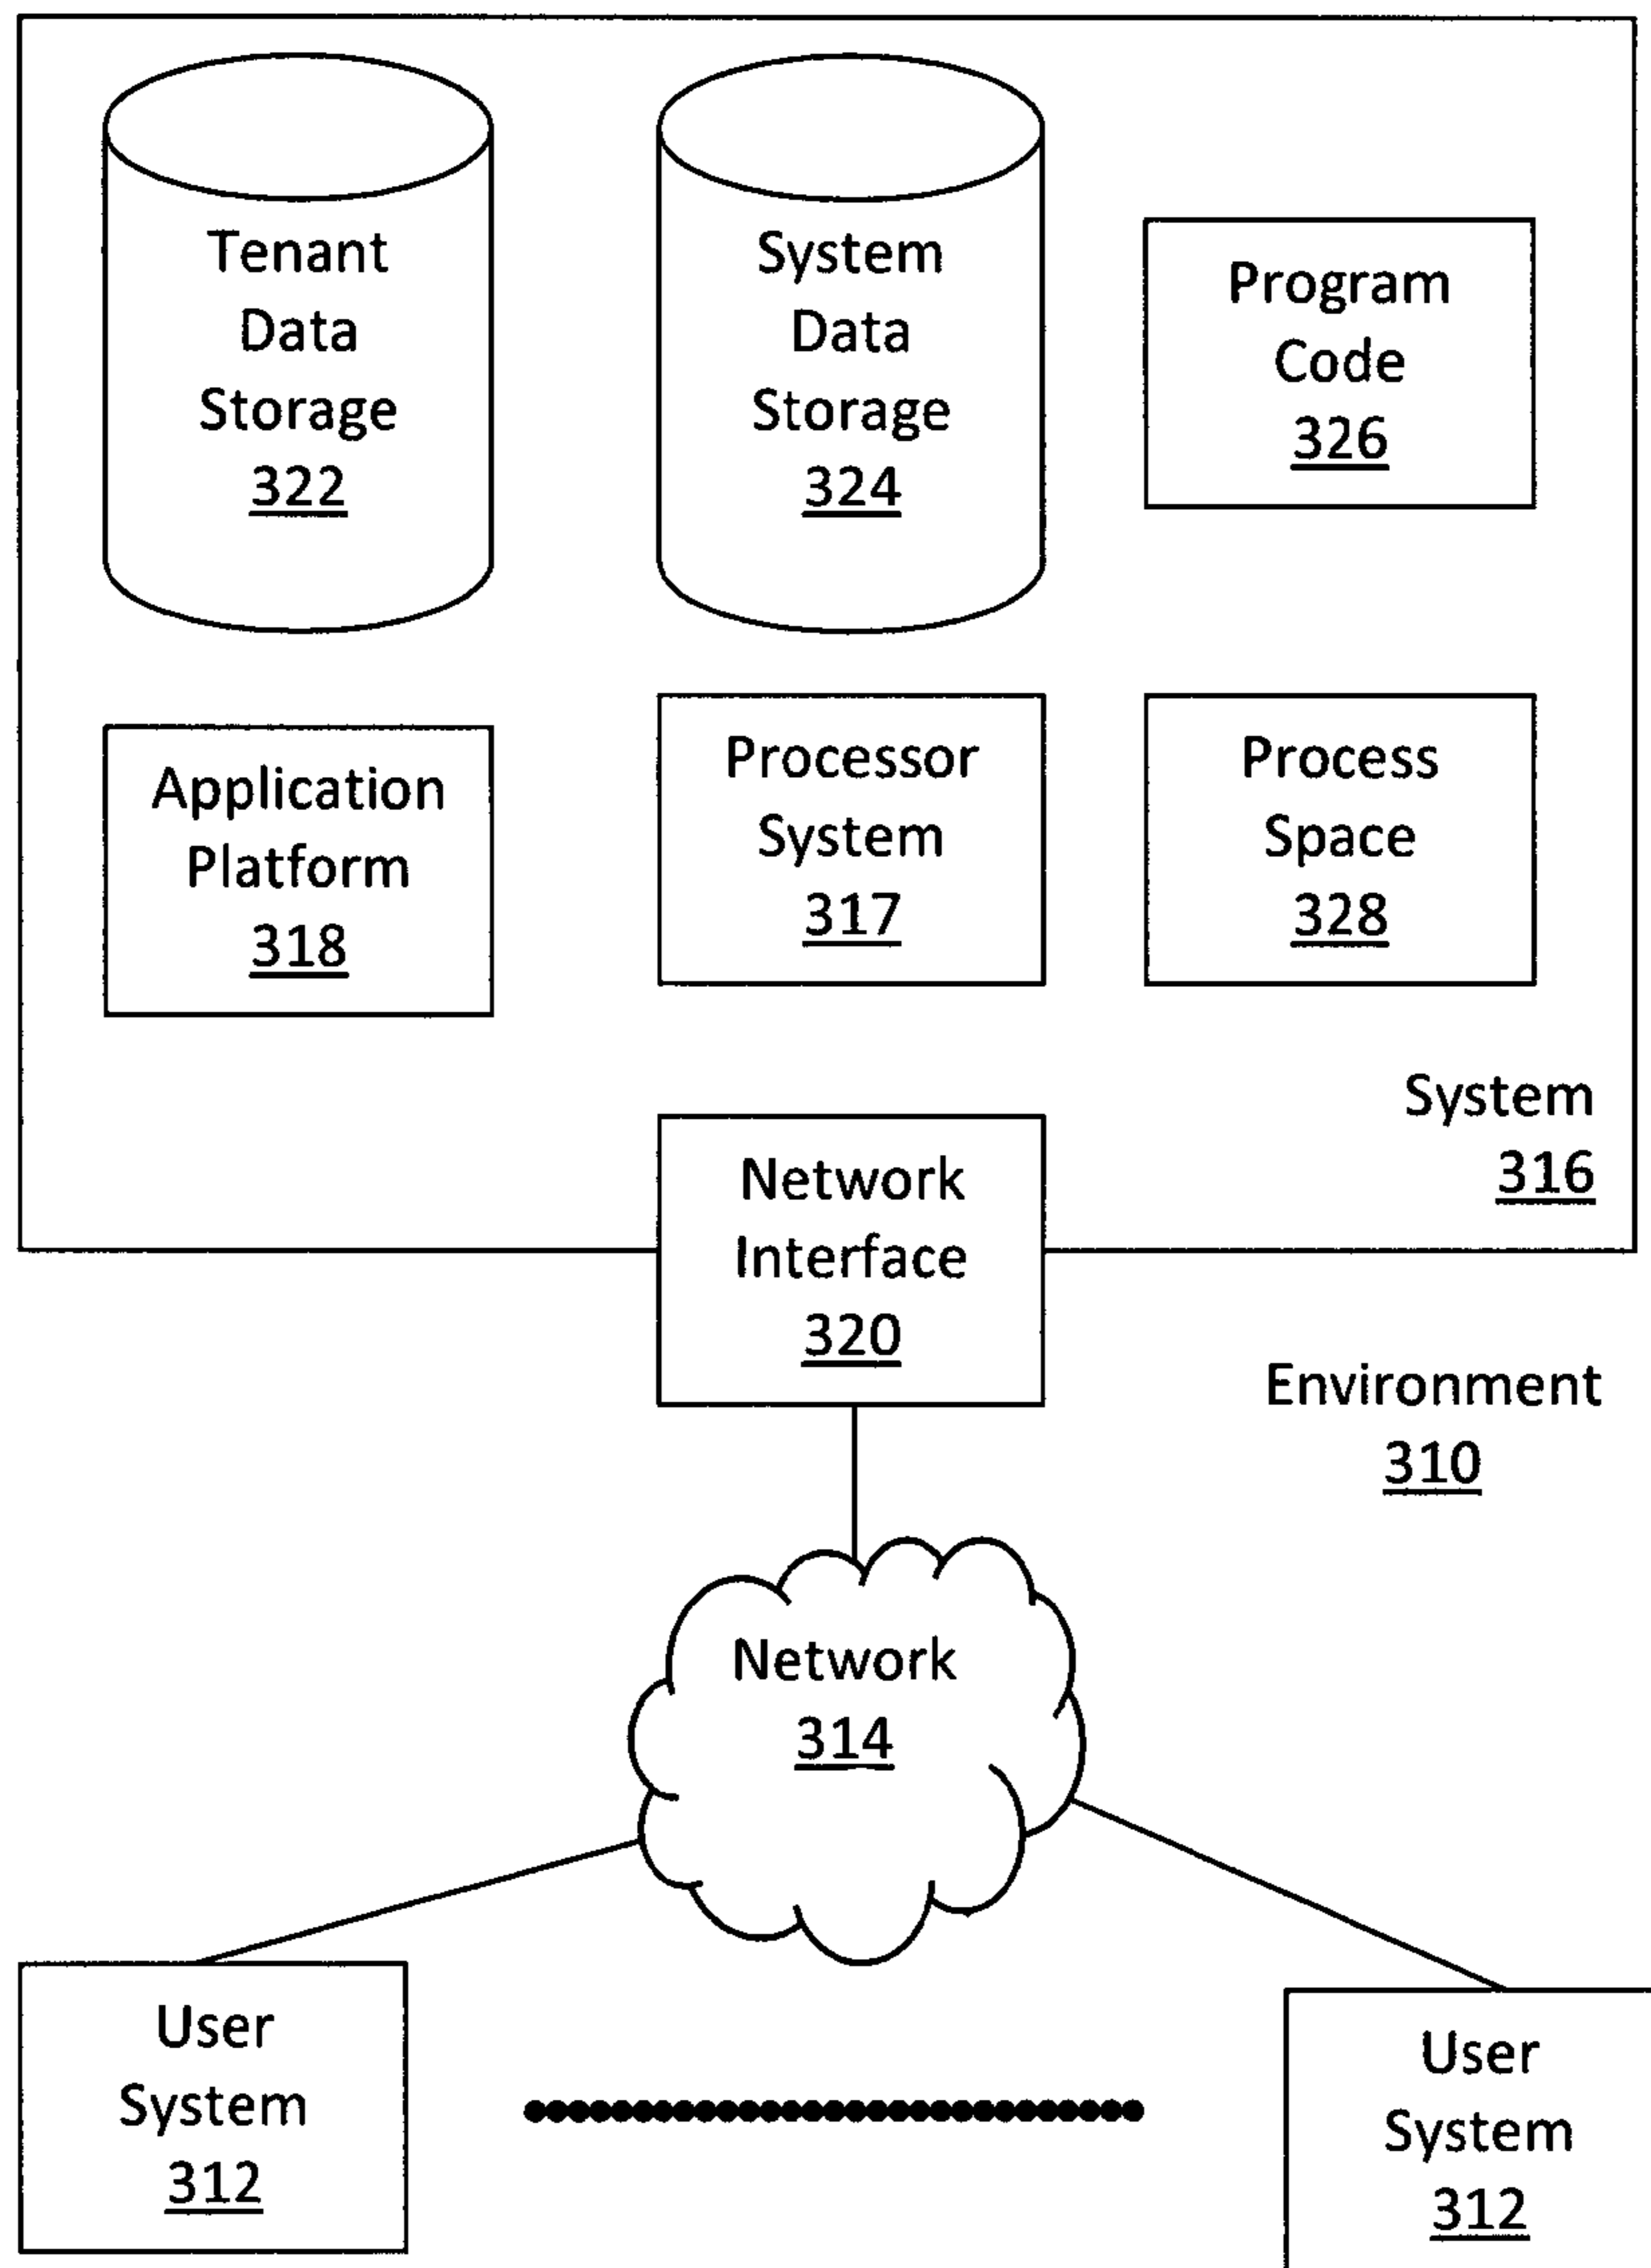 Tenant
Data
Storage
322
System
Data
Storage
324
Program
Code
326
Application
Platform
318
Processor
System
317
Process
Space
328
System
316
Network
Interface
320
Environment
310
Network
314
User
System
312
User
System
312